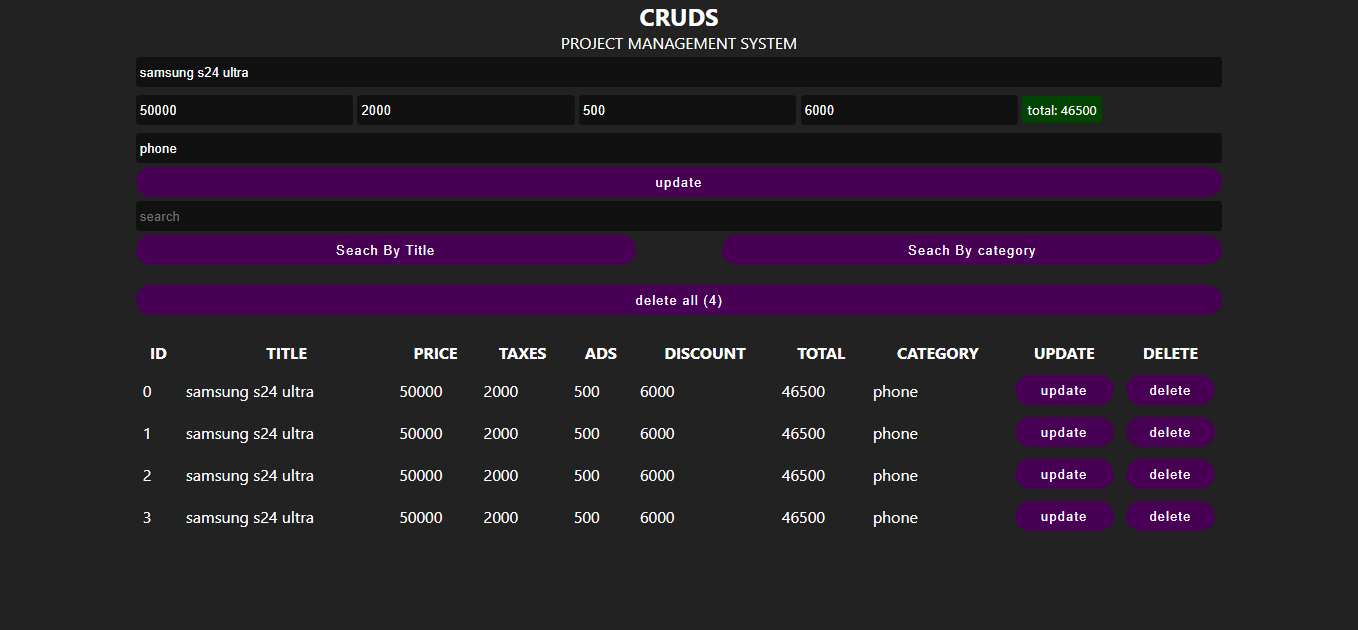 CRUDS
PROJECT MANAGEMENT SYSTEM
samsung s24 ultra
50000 2000 500 6000 total: 46500
phone
update
search
Seach By Title Seach By category
delete all (4)
ID TITLE PRICE TAXES ADS DISCOUNT TOTAL CATEGORY UPDATE DELETE
0 samsung s24 ultra 50000 2000 500 6000 46500 phone update delete
1 samsung s24 ultra 50000 2000 500 6000 46500 phone update delete
2 samsung s24 ultra 50000 2000 500 6000 46500 phone update delete
3 samsung s24 ultra 50000 2000 500 6000 46500 phone update delete